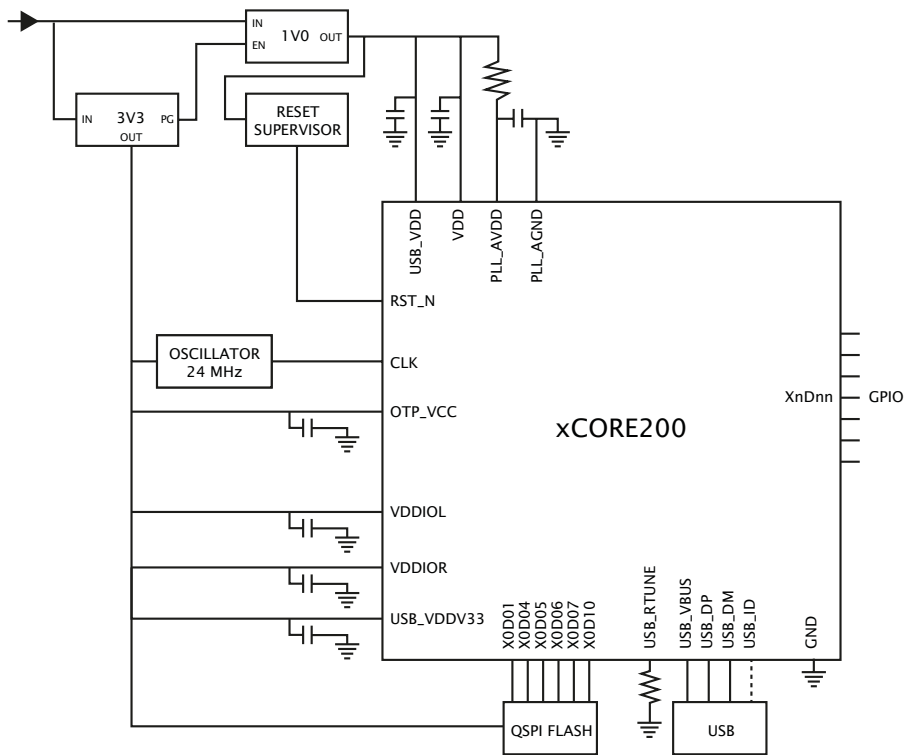 IN
1V0
OUT
EN
IN
3V3
PG
OUT
RESET
SUPERVISOR
USB_VDD
VDD
PLL_AVDD
PLL_AGND
RST_N
OSCILLATOR
24 MHz
CLK
OTP_VCC
XnDnn
GPIO
xCORE200
VDDIOL
VDDIOR
USB_VDDV33
X0D01
X0D04
X0D05
X0D06
X0D07
X0D10
USB_RTUNE
USB_VBUS
USB_DP
USB_DM
USB_ID
GND
QSPI FLASH
USB